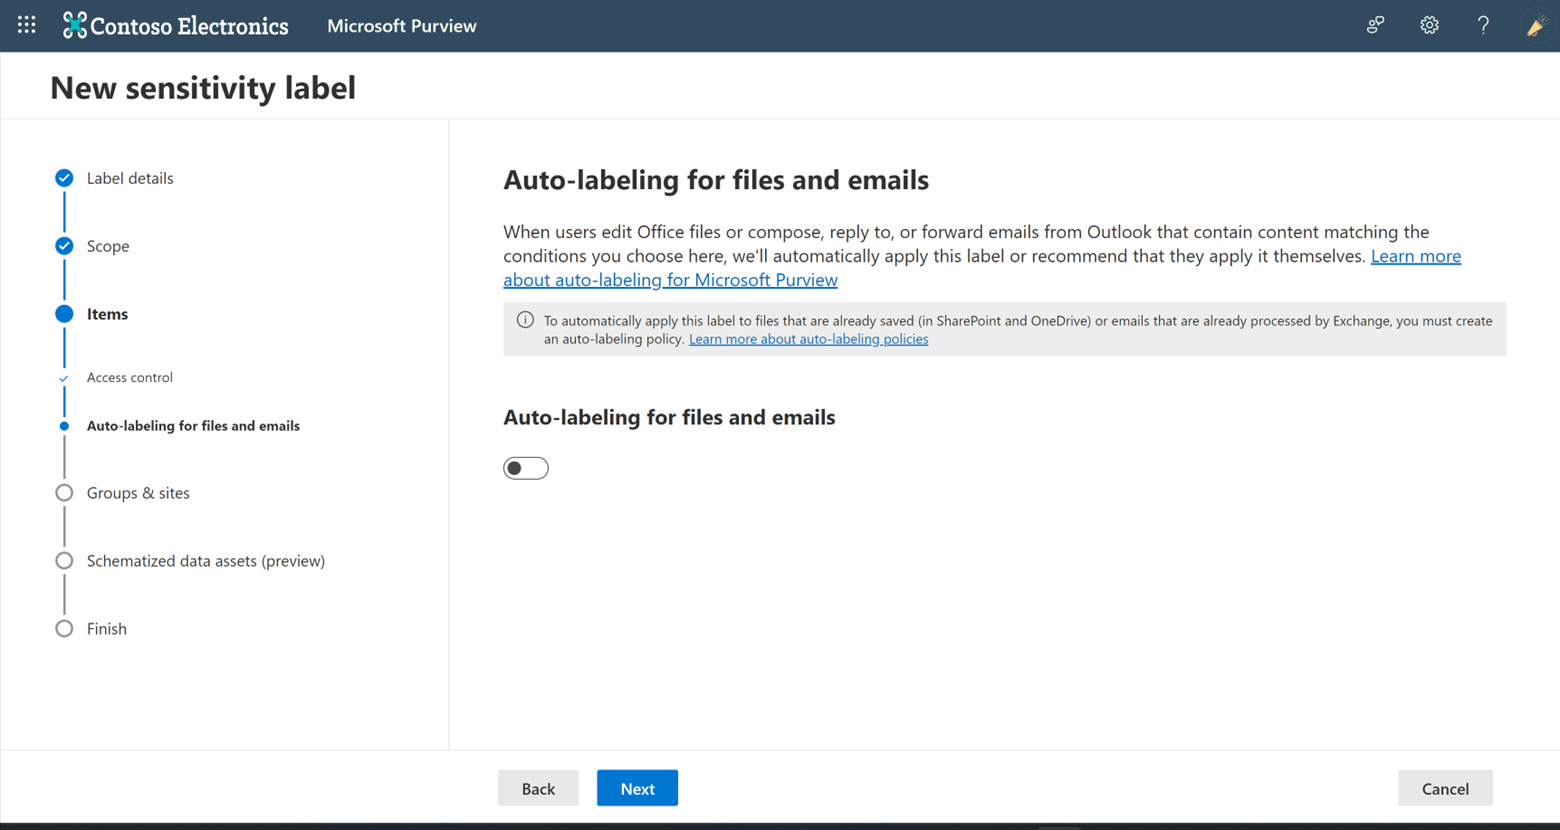 Contoso Electronics
Microsoft Purview
New sensitivity label
Label details
Scope
Items
Access control
Auto-labeling for files and emails
Groups & sites
Schematized data assets (preview)
Finish
Auto-labeling for files and emails
When users edit Office files or compose, reply to, or forward emails from Outlook that contain content matching the
conditions you choose here, we'll automatically apply this label or recommend that they apply it themselves. Learn more
about auto-labeling for Microsoft Purview
To automatically apply this label to files that are already saved (in SharePoint and OneDrive) or emails that are already processed by Exchange, you must create
an auto-labeling policy. Learn more about auto-labeling policies
Auto-labeling for files and emails
Back
Next
Cancel